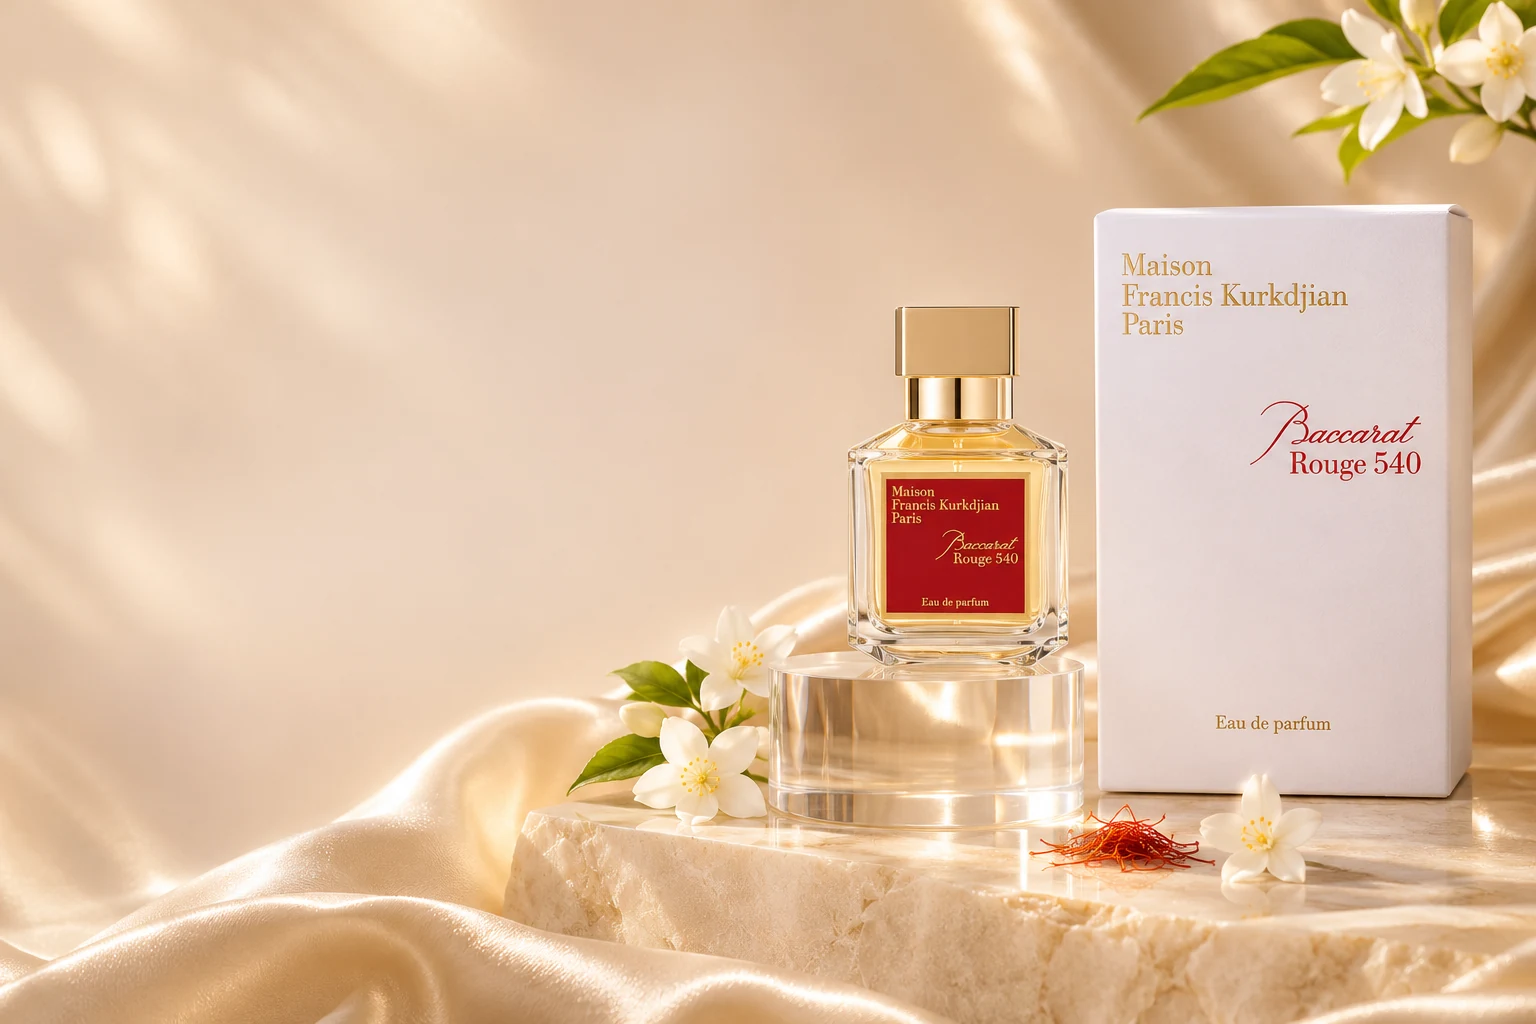 Maison
Francis Kurkdjian
Paris
Baccarat
Rouge 540
Eau de parfum
Maison
Francis Kurkdjian
Paris
Baccarat
Rouge 540
Eau de parfum